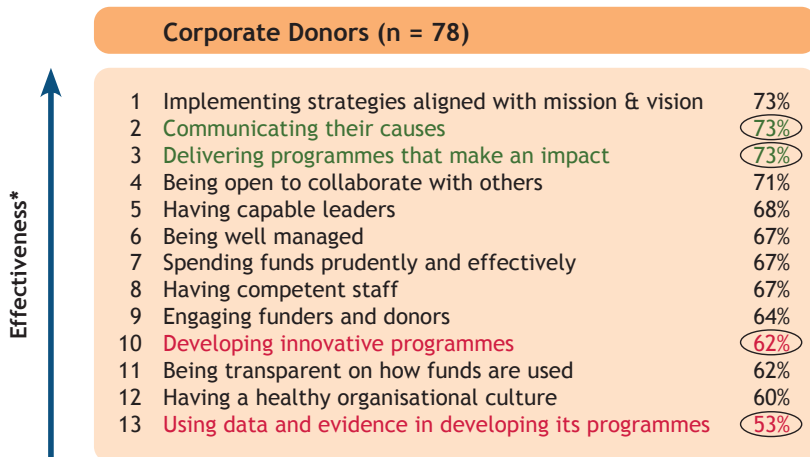 Corporate Donors (n = 78)
Effectiveness*
1 Implementing strategies aligned with mission & vision 73%
2 Communicating their causes 73%
3 Delivering programmes that make an impact 73%
4 Being open to collaborate with others 71%
5 Having capable leaders 68%
6 Being well managed 67%
7 Spending funds prudently and effectively 67%
8 Having competent staff 67%
9 Engaging funders and donors 64%
10 Developing innovative programmes 62%
11 Being transparent on how funds are used 62%
12 Having a healthy organisational culture 60%
13 Using data and evidence in developing its programmes 53%